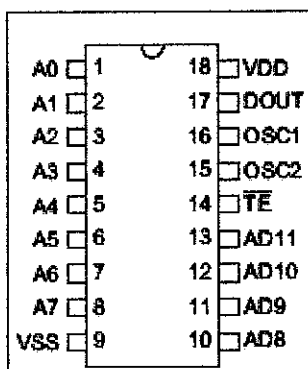 A0 1 18 VDD
A1 2 17 DOUT
A2 3 16 OSC1
A3 4 15 OSC2
A4 5 14 T̅E̅
A5 6 13 AD11
A6 7 12 AD10
A7 8 11 AD9
VSS 9 10 AD8